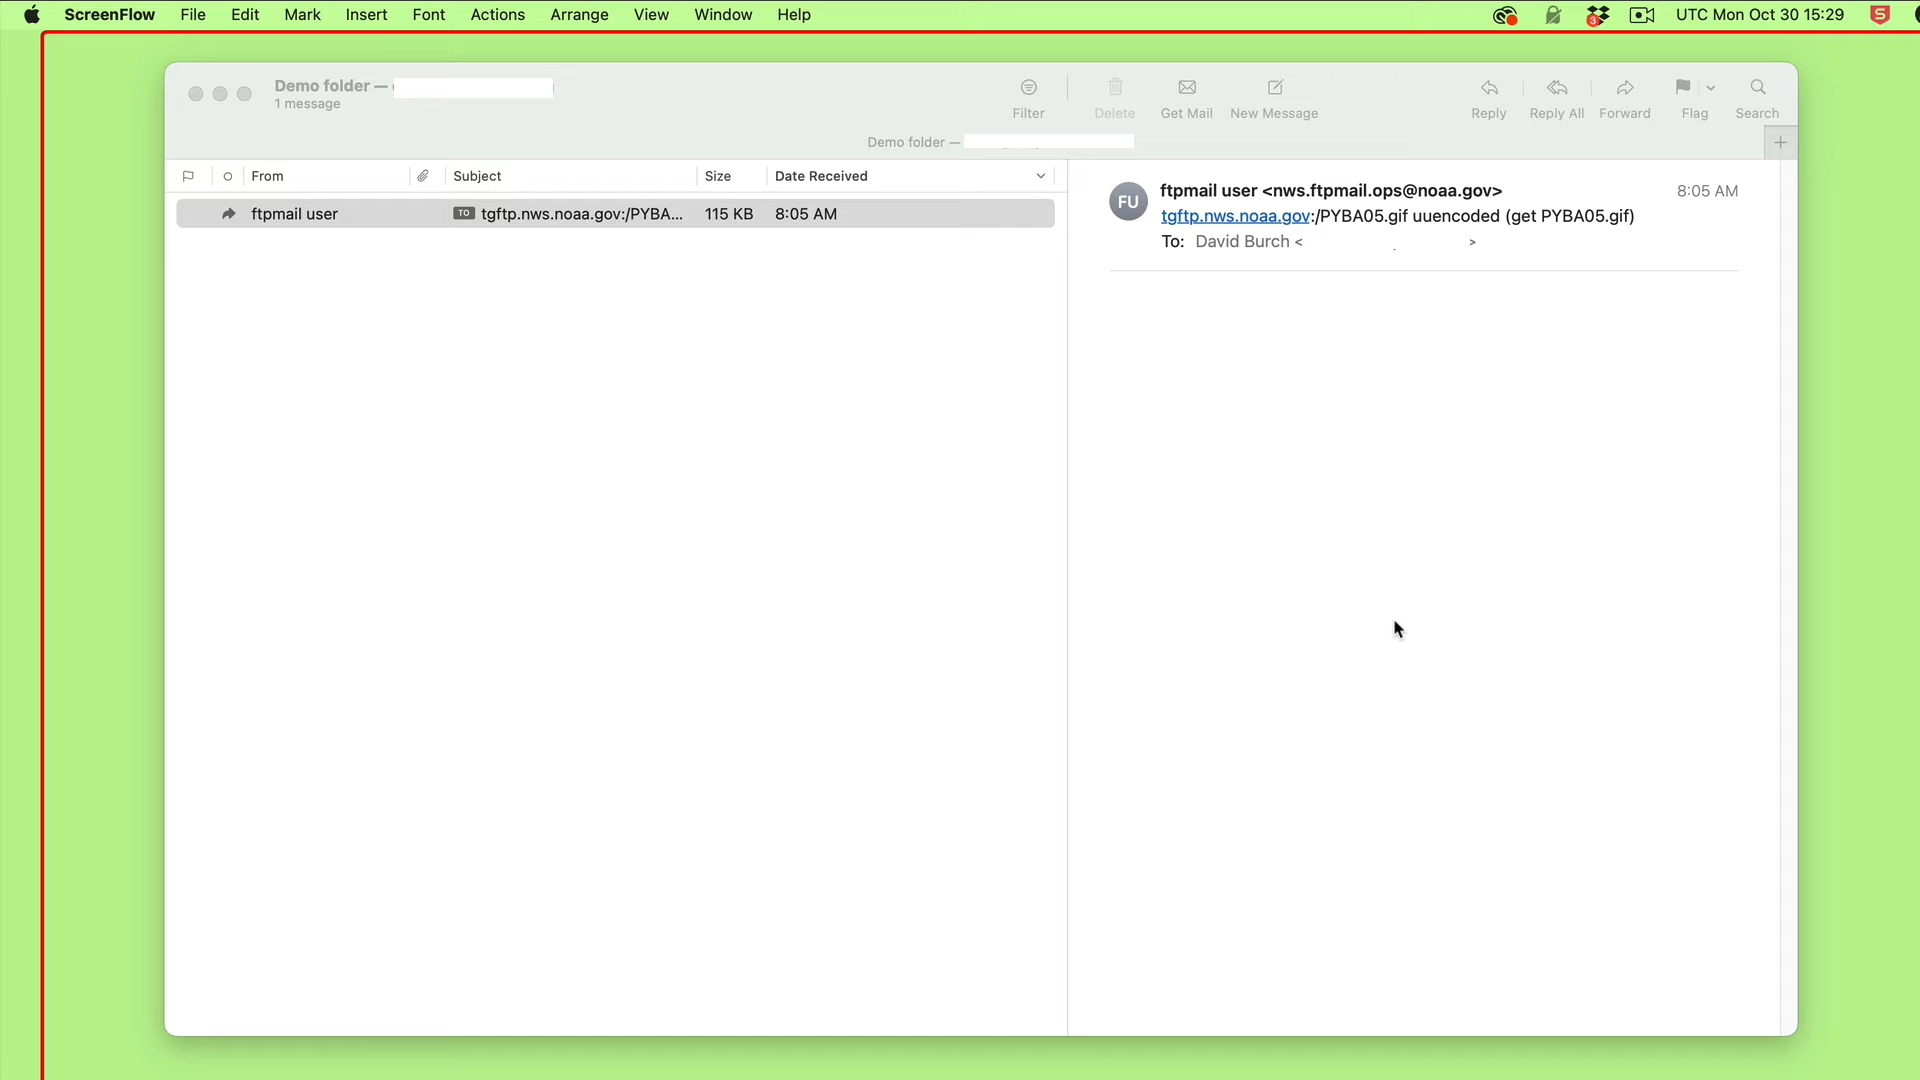 ScreenFlow File Edit Mark Insert Font Actions Arrange View Window Help 3 UTC Mon Oct 30 15:29 S
Demo folder —
1 message
Filter Delete Get Mail New Message Reply Reply All Forward Flag Search
Demo folder —
From Subject Size Date Received
ftpmail user TO tgftp.nws.noaa.gov:/PYBA... 115 KB 8:05 AM
FU
ftpmail user <nws.ftpmail.ops@noaa.gov> 8:05 AM
tgftp.nws.noaa.gov:/PYBA05.gif uuencoded (get PYBA05.gif)
To: David Burch < >